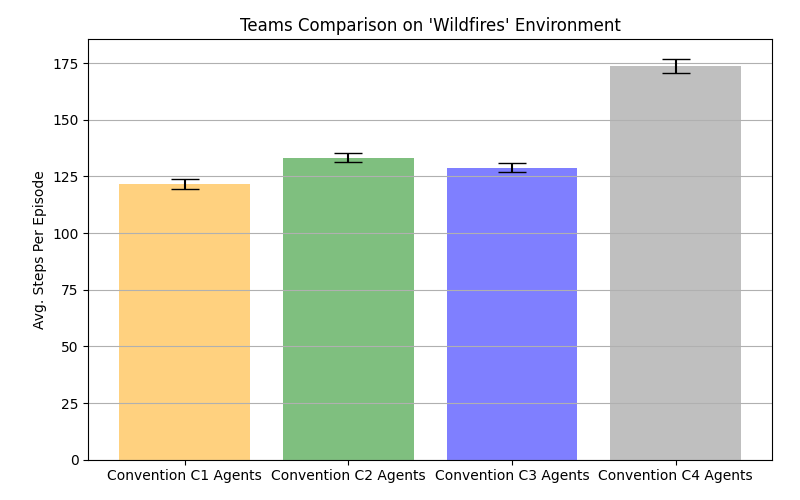 Teams Comparison on 'Wildfires' Environment
Avg. Steps Per Episode
175
150
125
100
75
50
25
0
Convention C1 Agents Convention C2 Agents Convention C3 Agents Convention C4 Agents